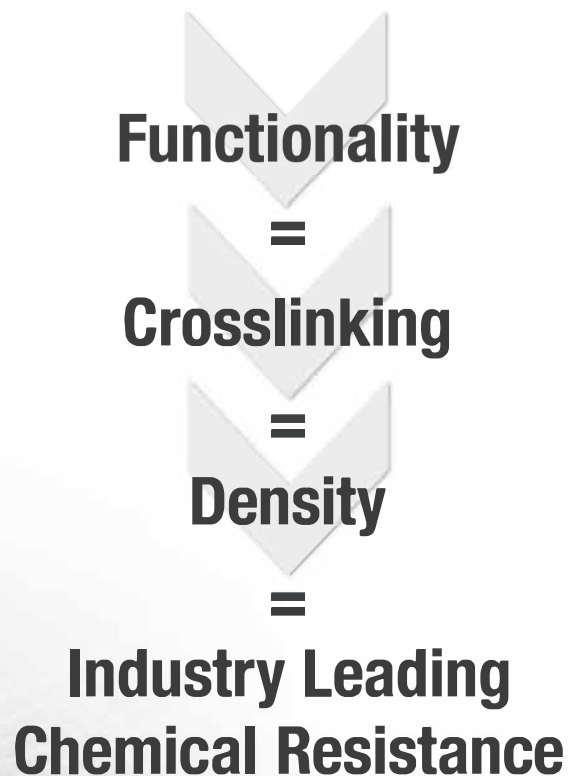 Functionality
=
Crosslinking
=
Density
=
Industry Leading
Chemical Resistance